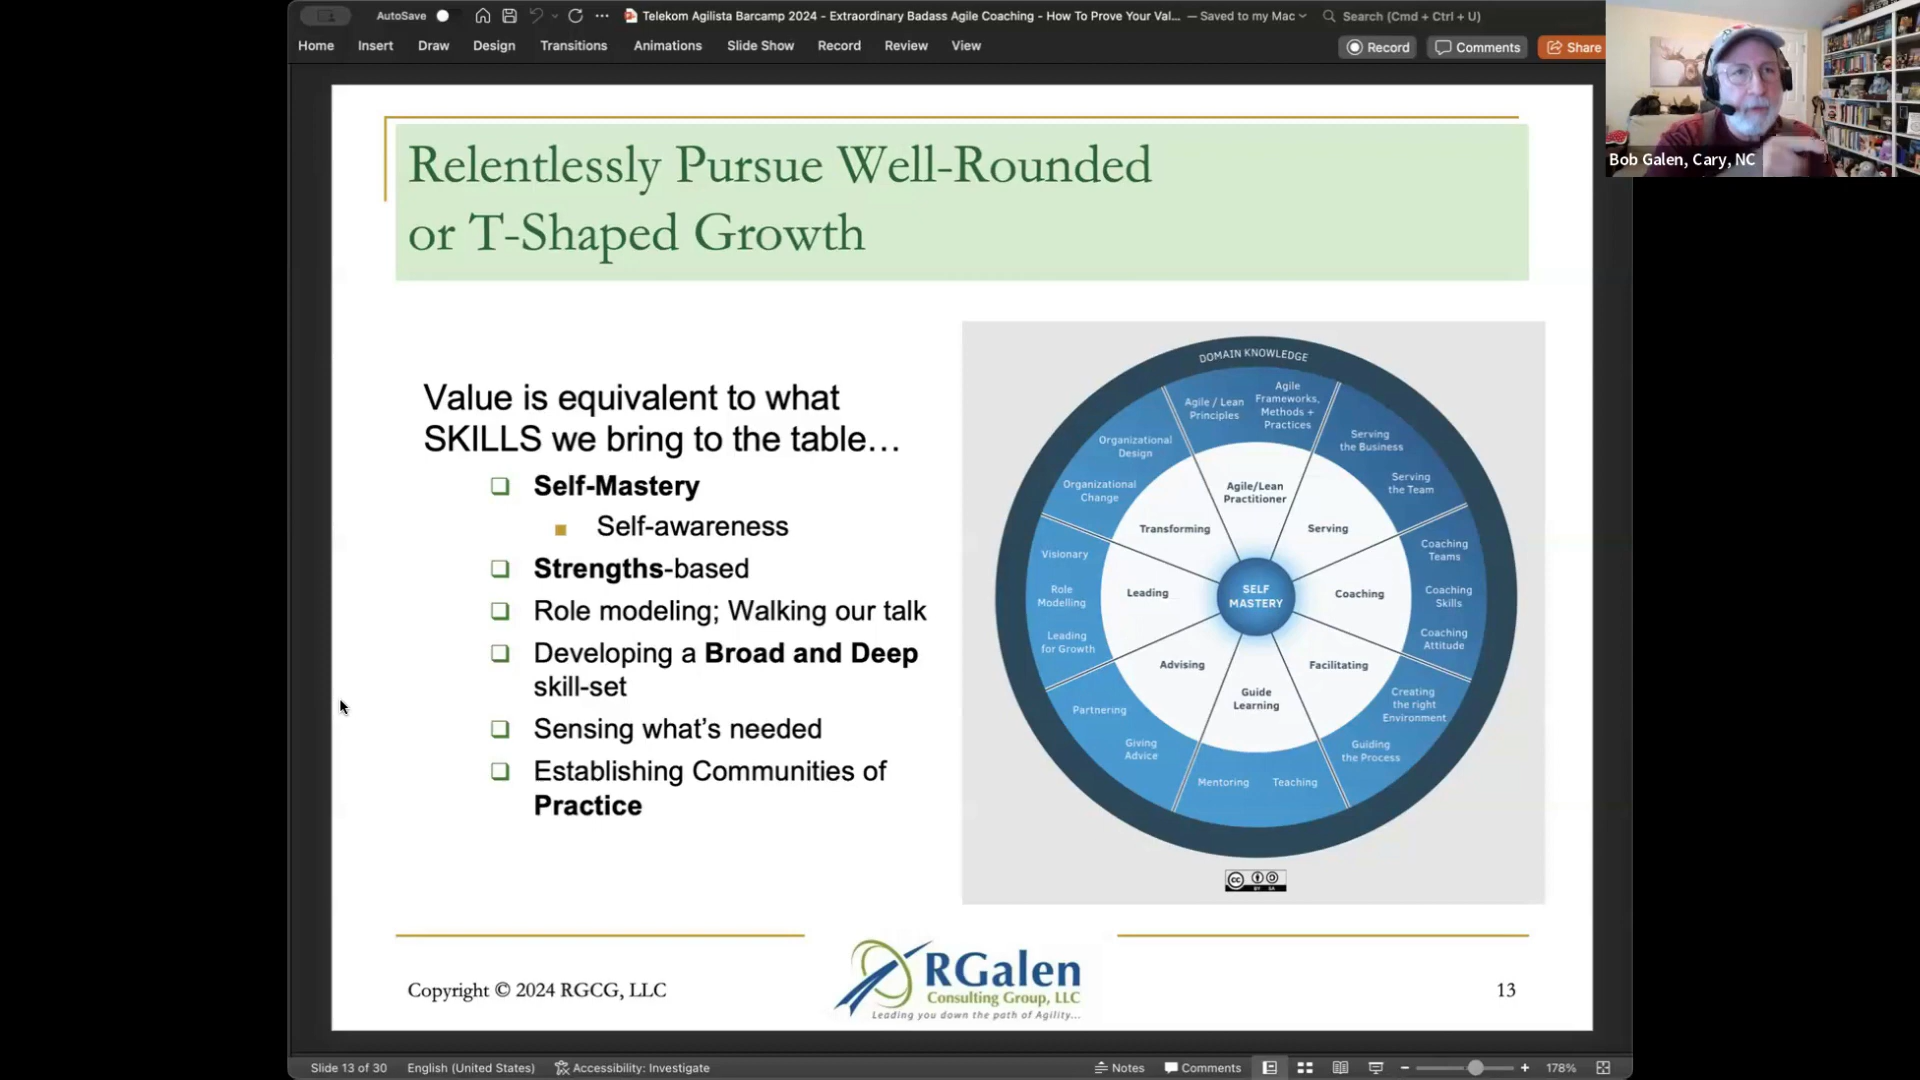 AutoSave
Telekom Agilista Barcamp 2024 - Extraordinary Badass Agile Coaching - How To Prove Your Val... — Saved to my Mac
Search (Cmd + Ctrl + U)
Home Insert Draw Design Transitions Animations Slide Show Record Review View
Record Comments Share
Bob Galen, Cary, NC
Relentlessly Pursue Well-Rounded
or T-Shaped Growth
Value is equivalent to what
SKILLS we bring to the table…
Self-Mastery
Self-awareness
Strengths-based
Role modeling; Walking our talk
Developing a Broad and Deep
skill-set
Sensing what’s needed
Establishing Communities of
Practice
DOMAIN KNOWLEDGE
Agile / Lean
Principles
Agile
Frameworks,
Methods +
Practices
Serving
the Business
Serving
the Team
Coaching
Teams
Coaching
Skills
Coaching
Attitude
Creating
the right
Environment
Guiding
the Process
Teaching
Mentoring
Giving
Advice
Partnering
Leading
for Growth
Role
Modelling
Visionary
Organizational
Change
Organizational
Design
Agile/Lean
Practitioner
Serving
Coaching
Facilitating
Guide
Learning
Advising
Leading
Transforming
SELF
MASTERY
cc
BY SA
Copyright © 2024 RGCG, LLC
RGalen
Consulting Group, LLC
Leading you down the path of Agility...
13
Slide 13 of 30 English (United States) Accessibility: Investigate
Notes Comments 178%